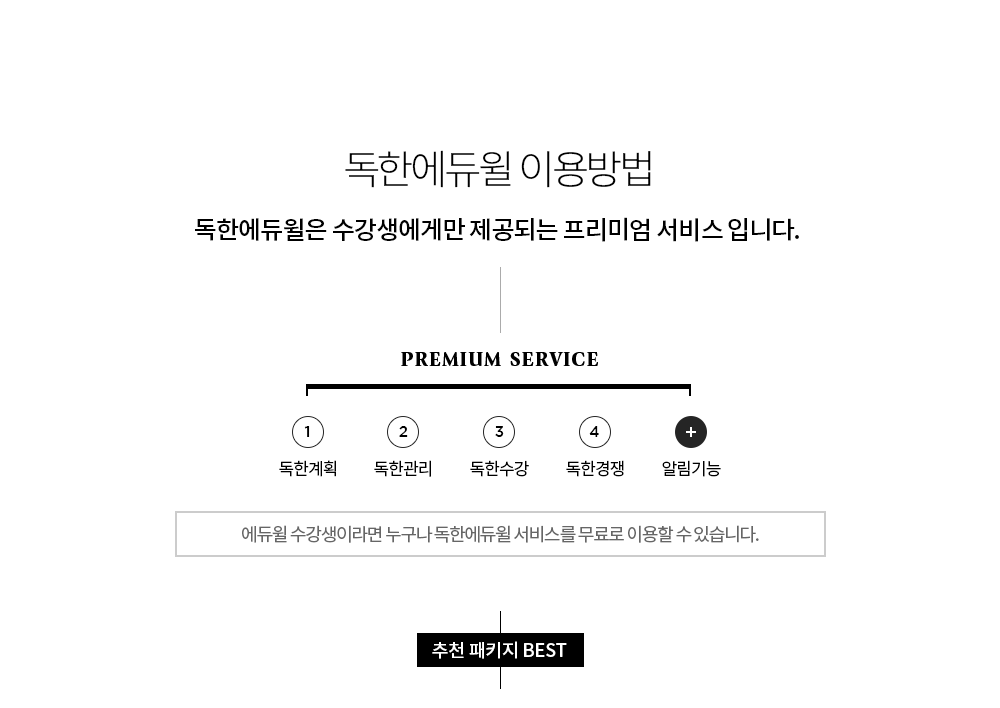 독한에듀윌 이용방법
독한에듀윌은 수강생에게만 제공되는 프리미엄 서비스 입니다.
PREMIUM SERVICE
1 2 3 4 +
독한계획 독한관리 독한수강 독한경쟁 알림기능
에듀윌 수강생이라면 누구나 독한에듀윌 서비스를 무료로 이용할 수 있습니다.
추천 패키지 BEST